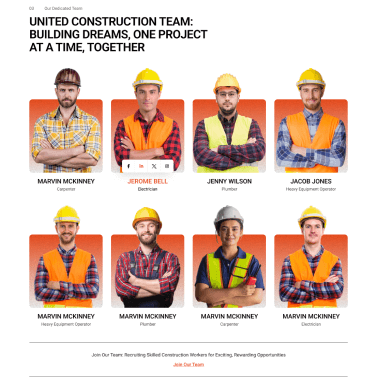 03 Our Dedicated Team
UNITED CONSTRUCTION TEAM:
BUILDING DREAMS, ONE PROJECT
AT A TIME, TOGETHER
MARVIN MCKINNEY JEROME BELL JENNY WILSON JACOB JONES
Carpenter Electrician Plumber Heavy Equipment Operator
MARVIN MCKINNEY MARVIN MCKINNEY MARVIN MCKINNEY MARVIN MCKINNEY
Heavy Equipment Operator Plumber Carpenter Electrician
Join Our Team: Recruiting Skilled Construction Workers for Exciting, Rewarding Opportunities
Join Our Team